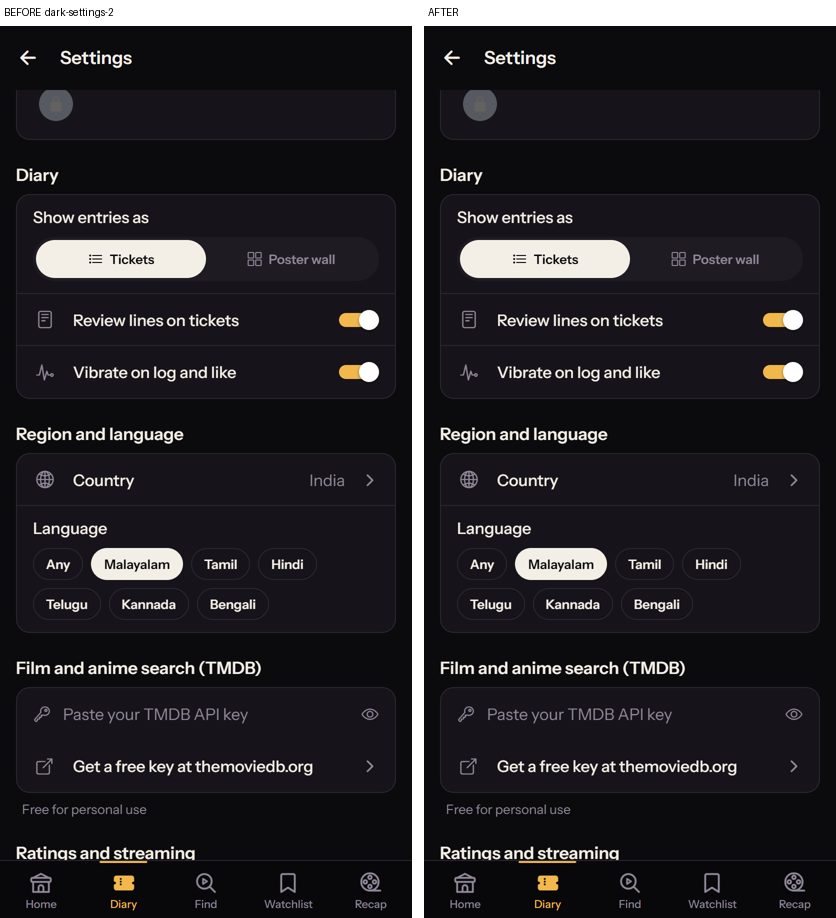 BEFORE dark-settings-2
Settings
Diary
Show entries as
Tickets Poster wall
Review lines on tickets
Vibrate on log and like
Region and language
Country India
Language
Any Malayalam Tamil Hindi
Telugu Kannada Bengali
Film and anime search (TMDB)
Paste your TMDB API key
Get a free key at themoviedb.org
Free for personal use
Ratings and streaming
Home Diary Find Watchlist Recap
AFTER
Settings
Diary
Show entries as
Tickets Poster wall
Review lines on tickets
Vibrate on log and like
Region and language
Country India
Language
Any Malayalam Tamil Hindi
Telugu Kannada Bengali
Film and anime search (TMDB)
Paste your TMDB API key
Get a free key at themoviedb.org
Free for personal use
Ratings and streaming
Home Diary Find Watchlist Recap